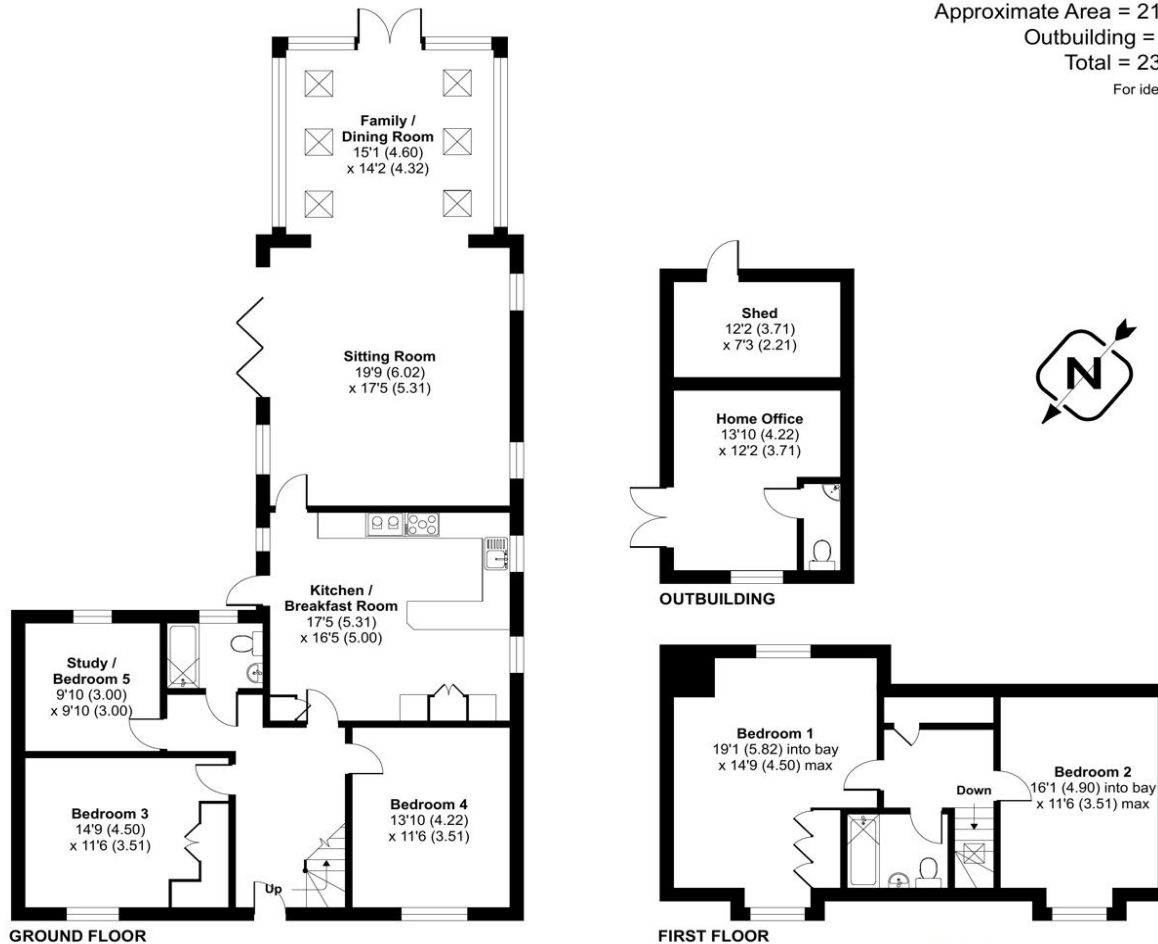 Approximate Area = 21
Outbuilding =
Total = 23
For ide
Family /
Dining Room
15'1 (4.60)
x 14'2 (4.32)
Sitting Room
19'9 (6.02)
x 17'5 (5.31)
Kitchen /
Breakfast Room
17'5 (5.31)
x 16'5 (5.00)
Study /
Bedroom 5
9'10 (3.00)
x 9'10 (3.00)
Bedroom 3
14'9 (4.50)
x 11'6 (3.51)
Bedroom 4
13'10 (4.22)
x 11'6 (3.51)
Up
GROUND FLOOR
Shed
12'2 (3.71)
x 7'3 (2.21)
Home Office
13'10 (4.22)
x 12'2 (3.71)
OUTBUILDING
N
Bedroom 1
19'1 (5.82) into bay
x 14'9 (4.50) max
Down
Bedroom 2
16'1 (4.90) into bay
x 11'6 (3.51) max
FIRST FLOOR